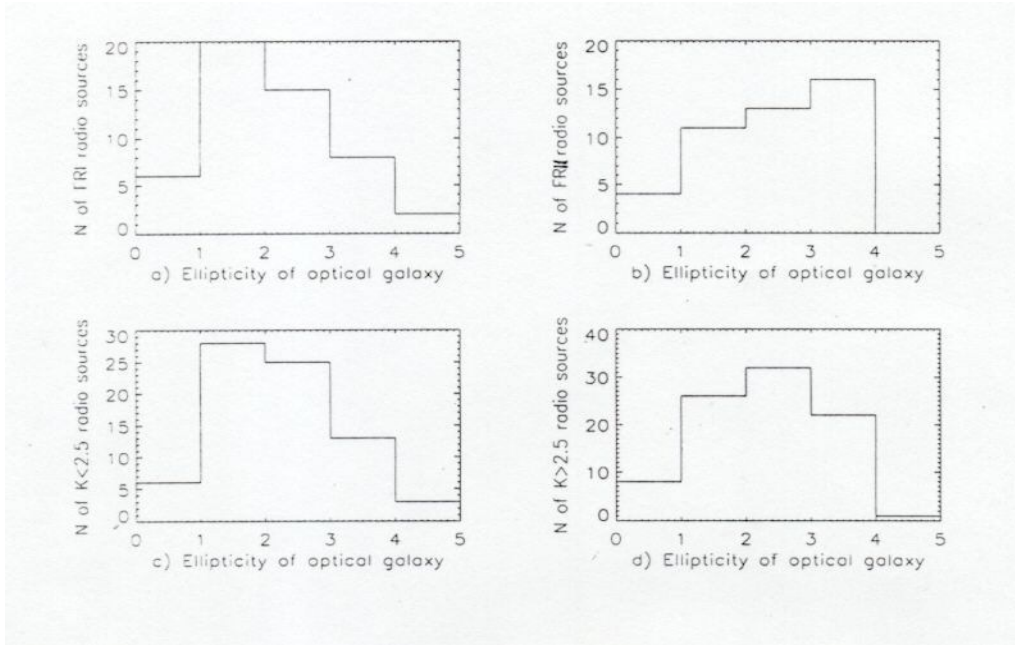 N of FRI radio sources
20
15
10
5
0
0 1 2 3 4 5
a) Ellipticity of optical galaxy
N of FRII radio sources
20
15
10
5
0
0 1 2 3 4 5
b) Ellipticity of optical galaxy
N of K<2.5 radio sources
30
25
20
15
10
5
0
0 1 2 3 4 5
c) Ellipticity of optical galaxy
N of K>2.5 radio sources
40
30
20
10
0
0 1 2 3 4 5
d) Ellipticity of optical galaxy